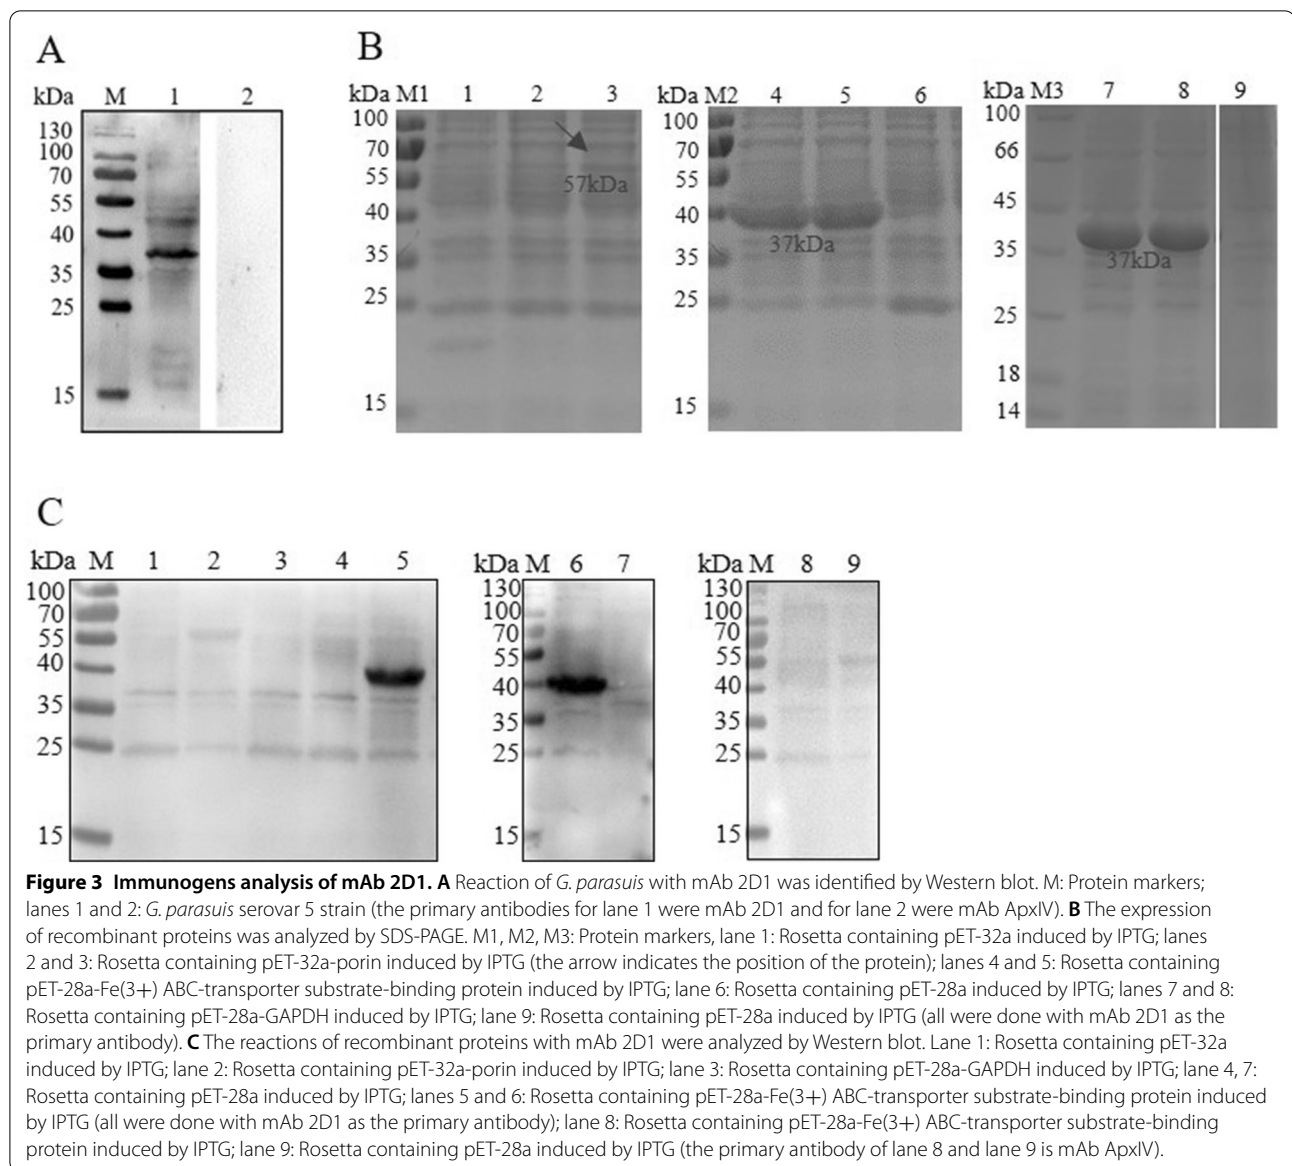 A
kDa M 1 2
130
100
70
55
40
35
25
15
B
kDa M1 1 2 3
100
70
55
57kDa
40
35
25
15
kDa M2 4 5 6
100
70
55
40
37kDa
35
25
15
kDa M3 7 8 9
100
66
45
35
37kDa
25
18
14
C
kDa M 1 2 3 4 5
100
70
55
40
35
25
15
kDa M 6 7
130
100
70
55
40
35
25
15
kDa M 8 9
130
100
70
55
40
35
25
15
Figure 3 Immunogens analysis of mAb 2D1. A Reaction of G. parasuis with mAb 2D1 was identified by Western blot. M: Protein markers;
lanes 1 and 2: G. parasuis serovar 5 strain (the primary antibodies for lane 1 were mAb 2D1 and for lane 2 were mAb ApxIV). B The expression
of recombinant proteins was analyzed by SDS-PAGE. M1, M2, M3: Protein markers, lane 1: Rosetta containing pET-32a induced by IPTG; lanes
2 and 3: Rosetta containing pET-32a-porin induced by IPTG (the arrow indicates the position of the protein); lanes 4 and 5: Rosetta containing
pET-28a-Fe(3+) ABC-transporter substrate-binding protein induced by IPTG; lane 6: Rosetta containing pET-28a induced by IPTG; lanes 7 and 8:
Rosetta containing pET-28a-GAPDH induced by IPTG; lane 9: Rosetta containing pET-28a induced by IPTG (all were done with mAb 2D1 as the
primary antibody). C The reactions of recombinant proteins with mAb 2D1 were analyzed by Western blot. Lane 1: Rosetta containing pET-32a
induced by IPTG; lane 2: Rosetta containing pET-32a-porin induced by IPTG; lane 3: Rosetta containing pET-28a-GAPDH induced by IPTG; lane 4, 7:
Rosetta containing pET-28a induced by IPTG; lanes 5 and 6: Rosetta containing pET-28a-Fe(3+) ABC-transporter substrate-binding protein induced
by IPTG (all were done with mAb 2D1 as the primary antibody); lane 8: Rosetta containing pET-28a-Fe(3+) ABC-transporter substrate-binding
protein induced by IPTG; lane 9: Rosetta containing pET-28a induced by IPTG (the primary antibody of lane 8 and lane 9 is mAb ApxIV).